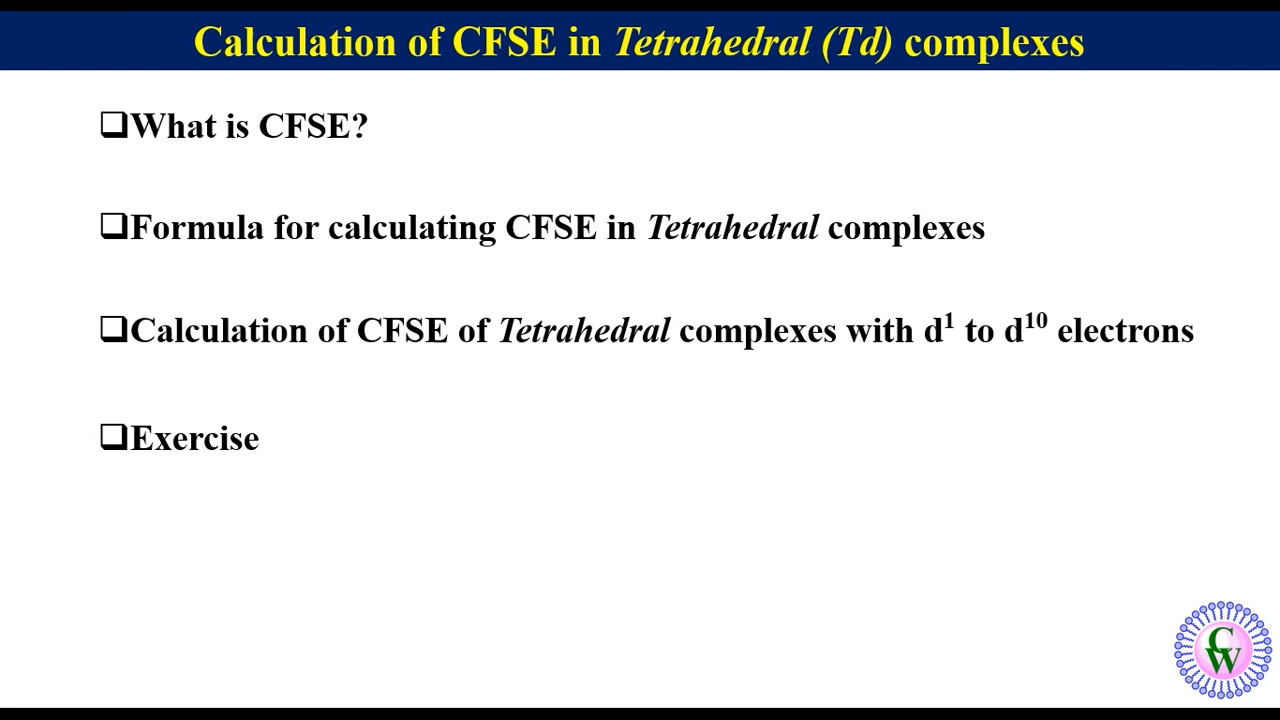 Calculation of CFSE in Tetrahedral (Td) complexes
❑What is CFSE?
❑Formula for calculating CFSE in Tetrahedral complexes
❑Calculation of CFSE of Tetrahedral complexes with d¹ to d¹⁰ electrons
❑Exercise
CW